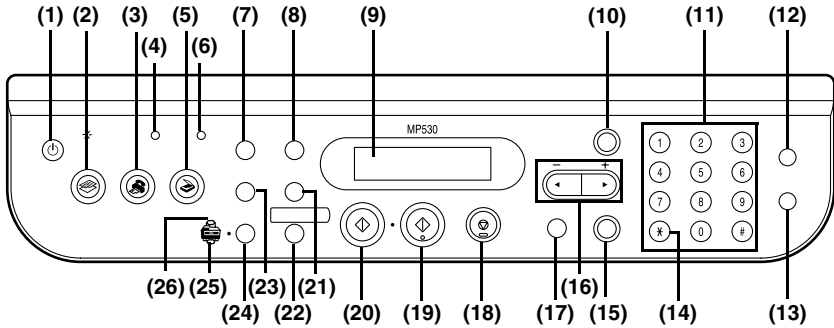 (1) (2) (3) (5) (7) (8) (9) (10) (11) (12)
(4) (6)
MP530
1 2 3
− +
4 5 6
7 8 9
* 0 #
(26) (25) (24) (23) (22) (21) (20) (19) (18) (17) (16) (15) (14) (13)